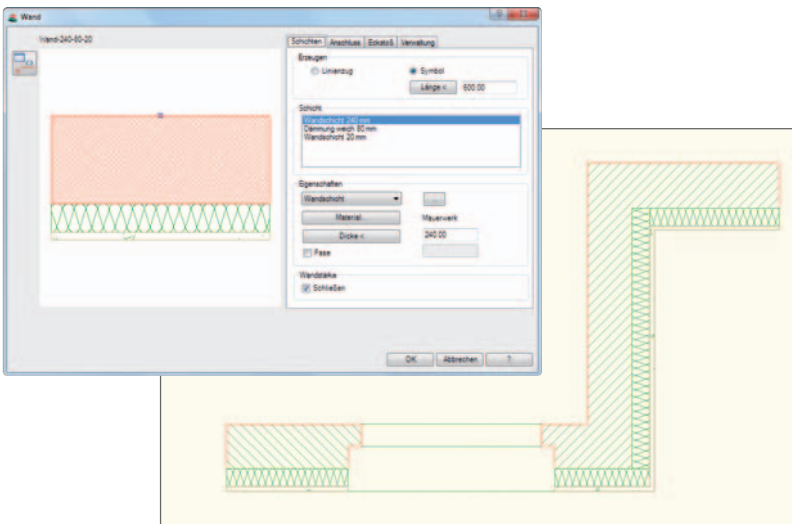 Wand
Wand-240-80-20
Schichten Anschluss Eckstoß Verwaltung
Erzeugen
Linienzug Symbol
Länge < 600.00
Schicht
Wandschicht 240 mm
Dämmung weich 80 mm
Wandschicht 20 mm
Eigenschaften
Wandschicht ...
Material... Mauerwerk
Dicke < 240.00
Fase
Wandstärke
Schließen
OK Abbrechen ?